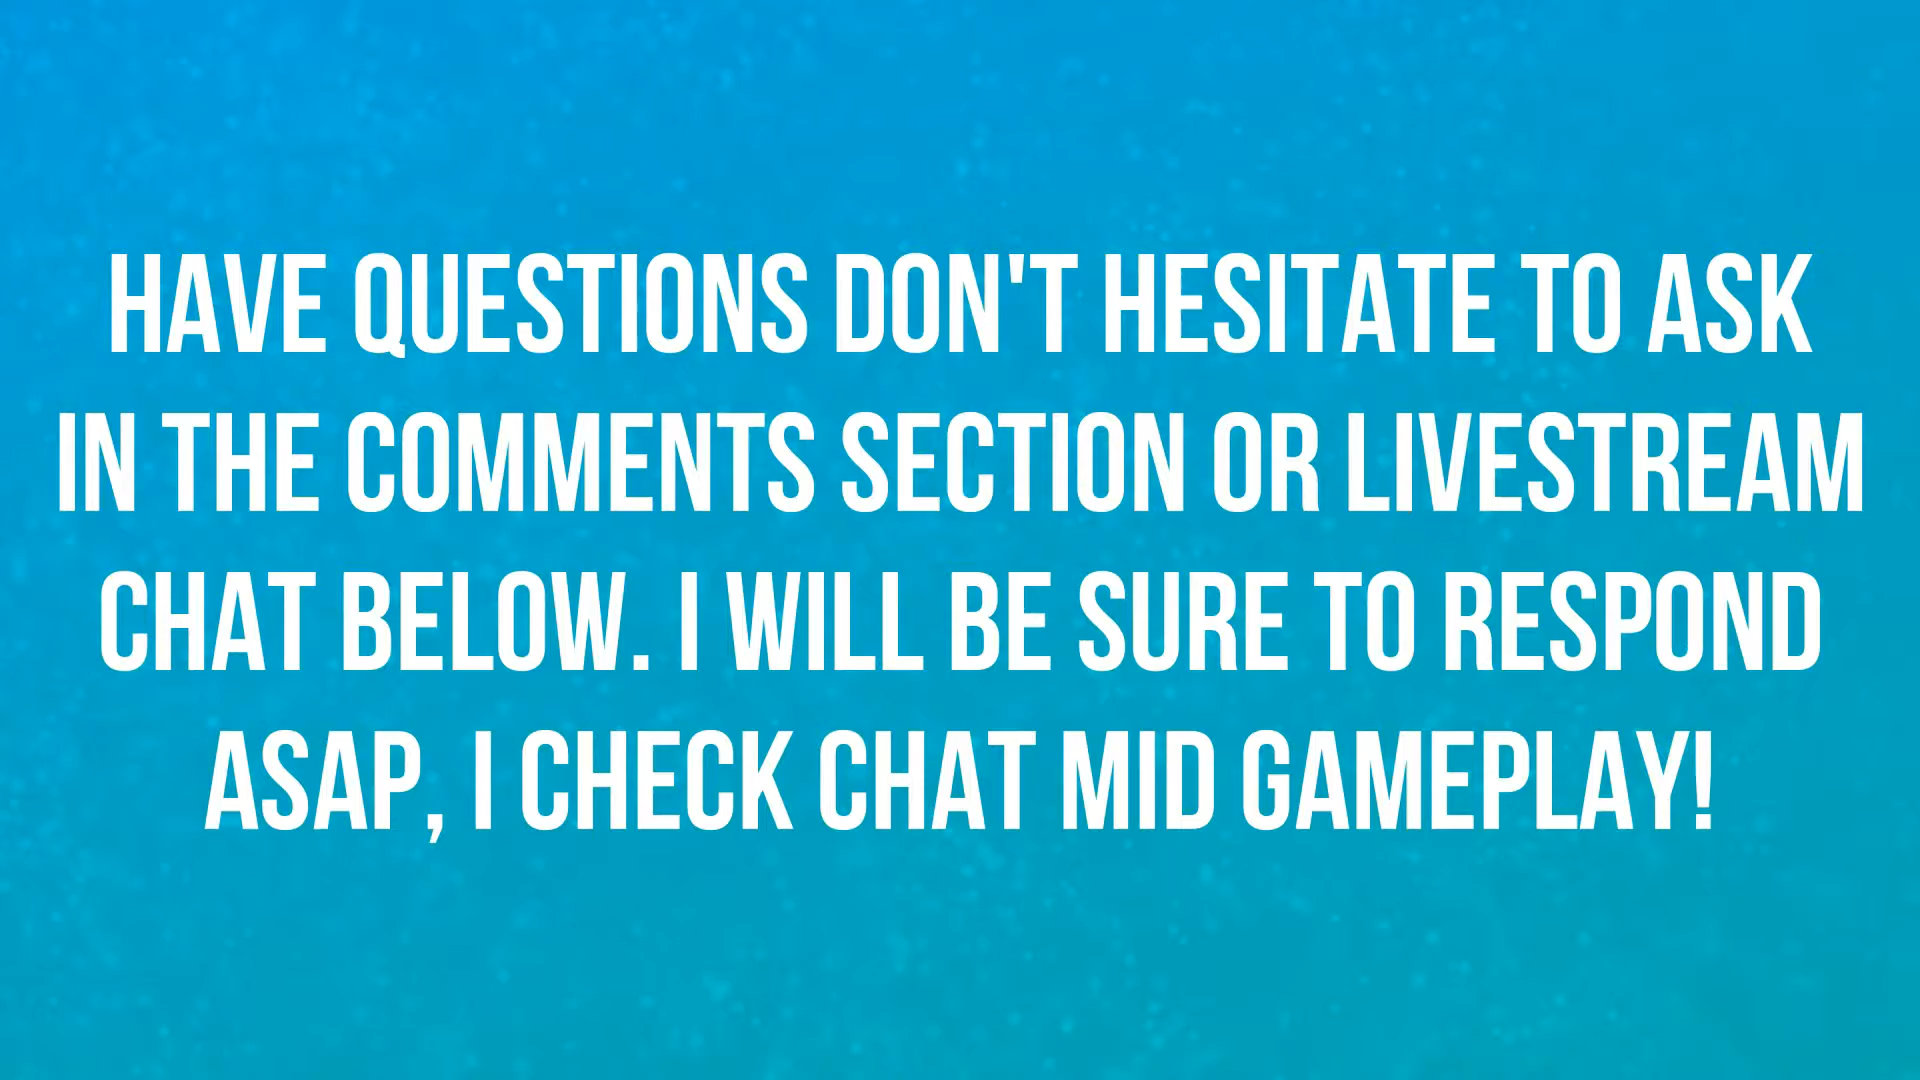 HAVE QUESTIONS DON'T HESITATE TO ASK
IN THE COMMENTS SECTION OR LIVESTREAM
CHAT BELOW. I WILL BE SURE TO RESPOND
ASAP, I CHECK CHAT MID GAMEPLAY!